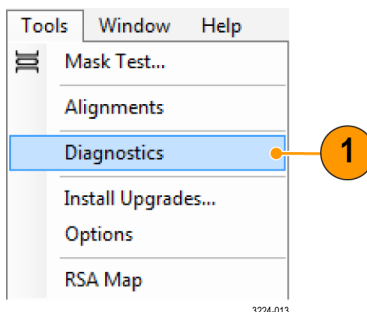 Tools Window Help
Mask Test...
Alignments
Diagnostics
1
Install Upgrades...
Options
RSA Map
3224-013